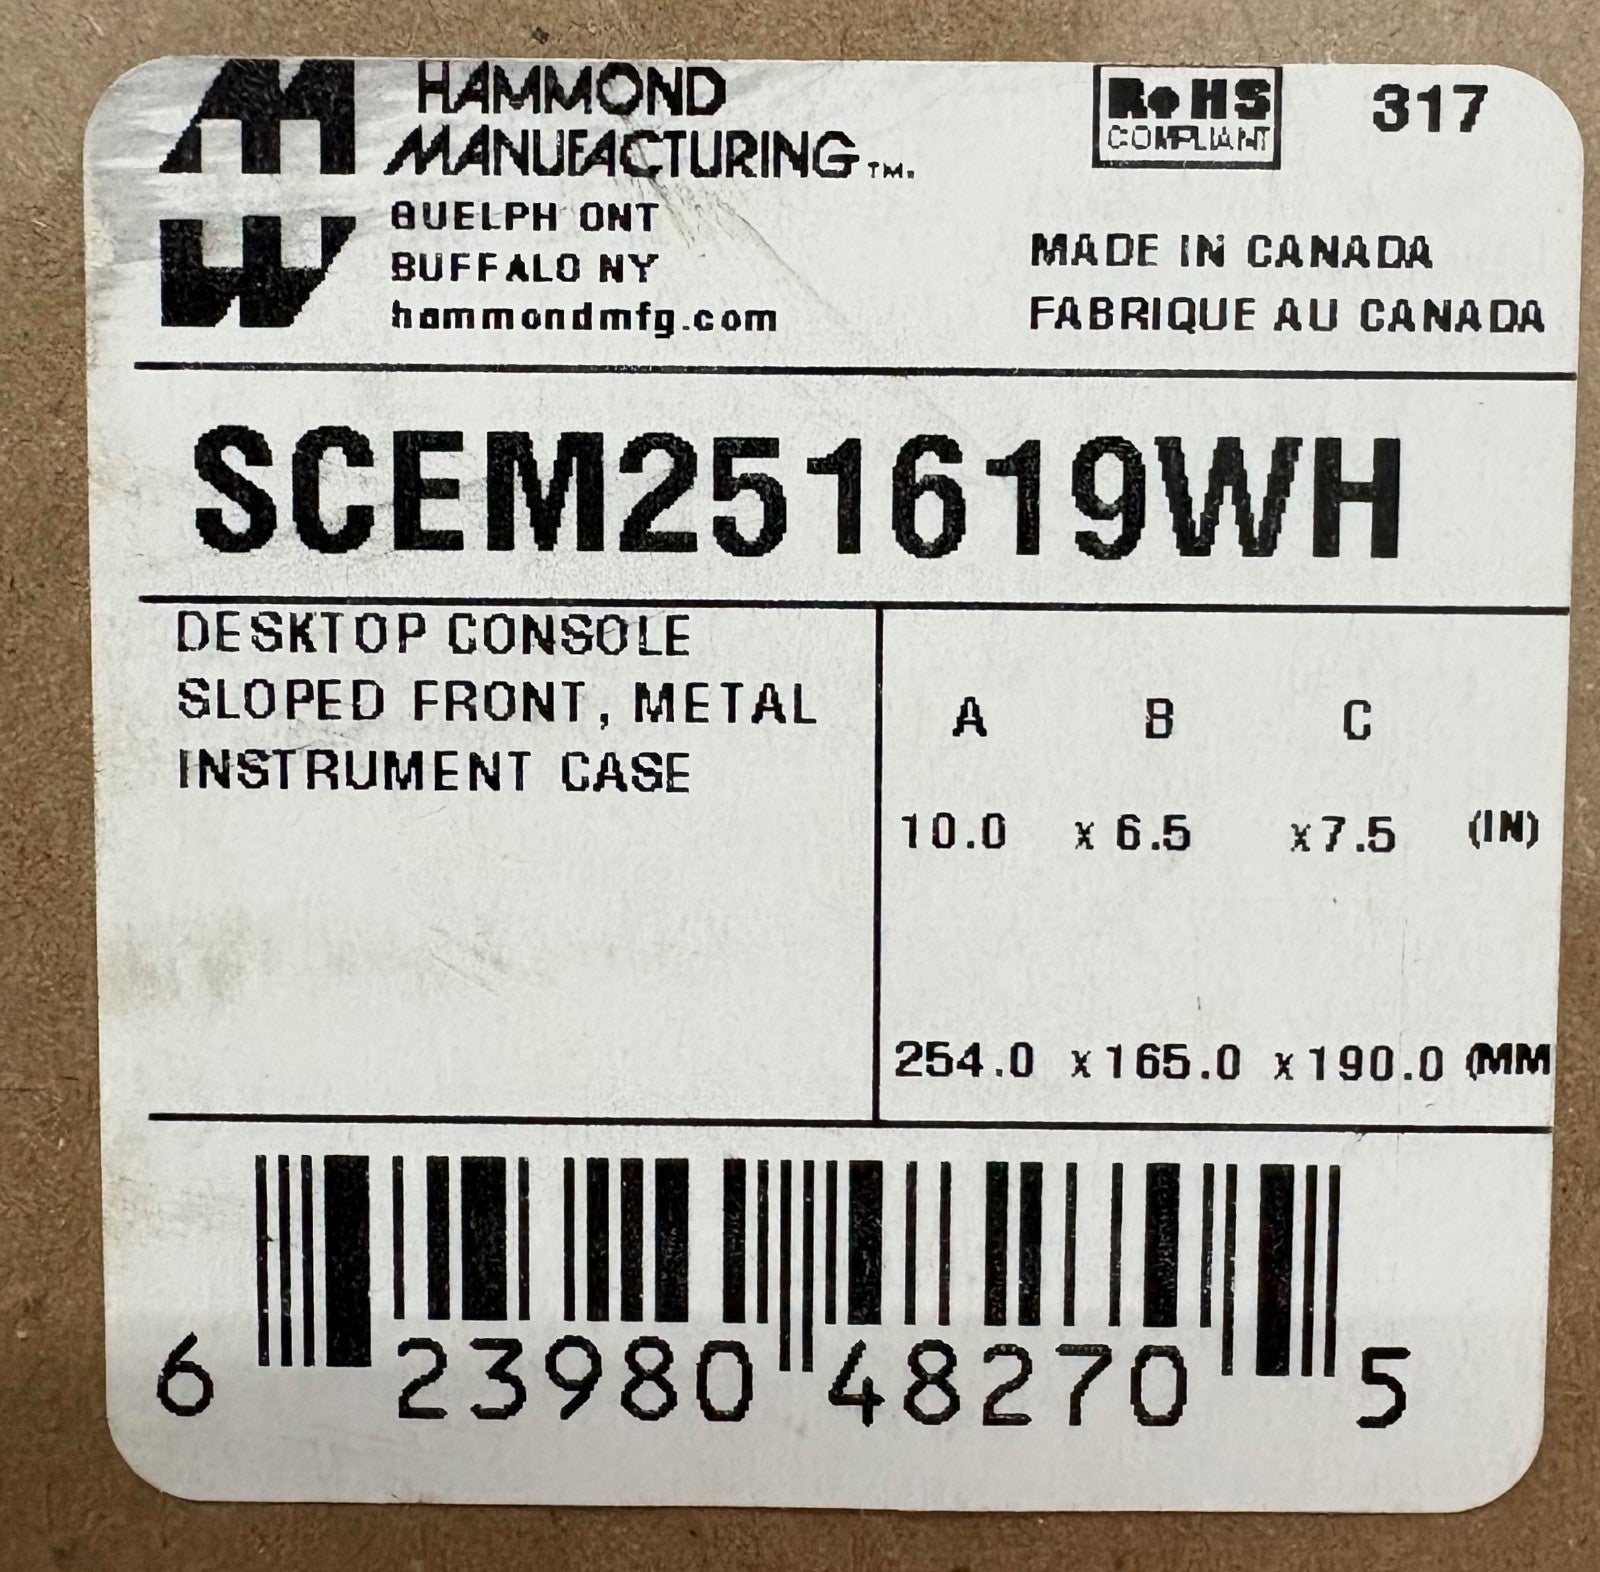 HAMMOND
MANUFACTURING™.
GUELPH ONT
BUFFALO NY
hammondmfg.com
RoHS
COMPLIANT
317
MADE IN CANADA
FABRIQUE AU CANADA
SCEM251619WH
DESKTOP CONSOLE
SLOPED FRONT, METAL
INSTRUMENT CASE
A B C
10.0 x 6.5 x 7.5 (IN)
254.0 x 165.0 x 190.0 (MM
6 23980 48270 5